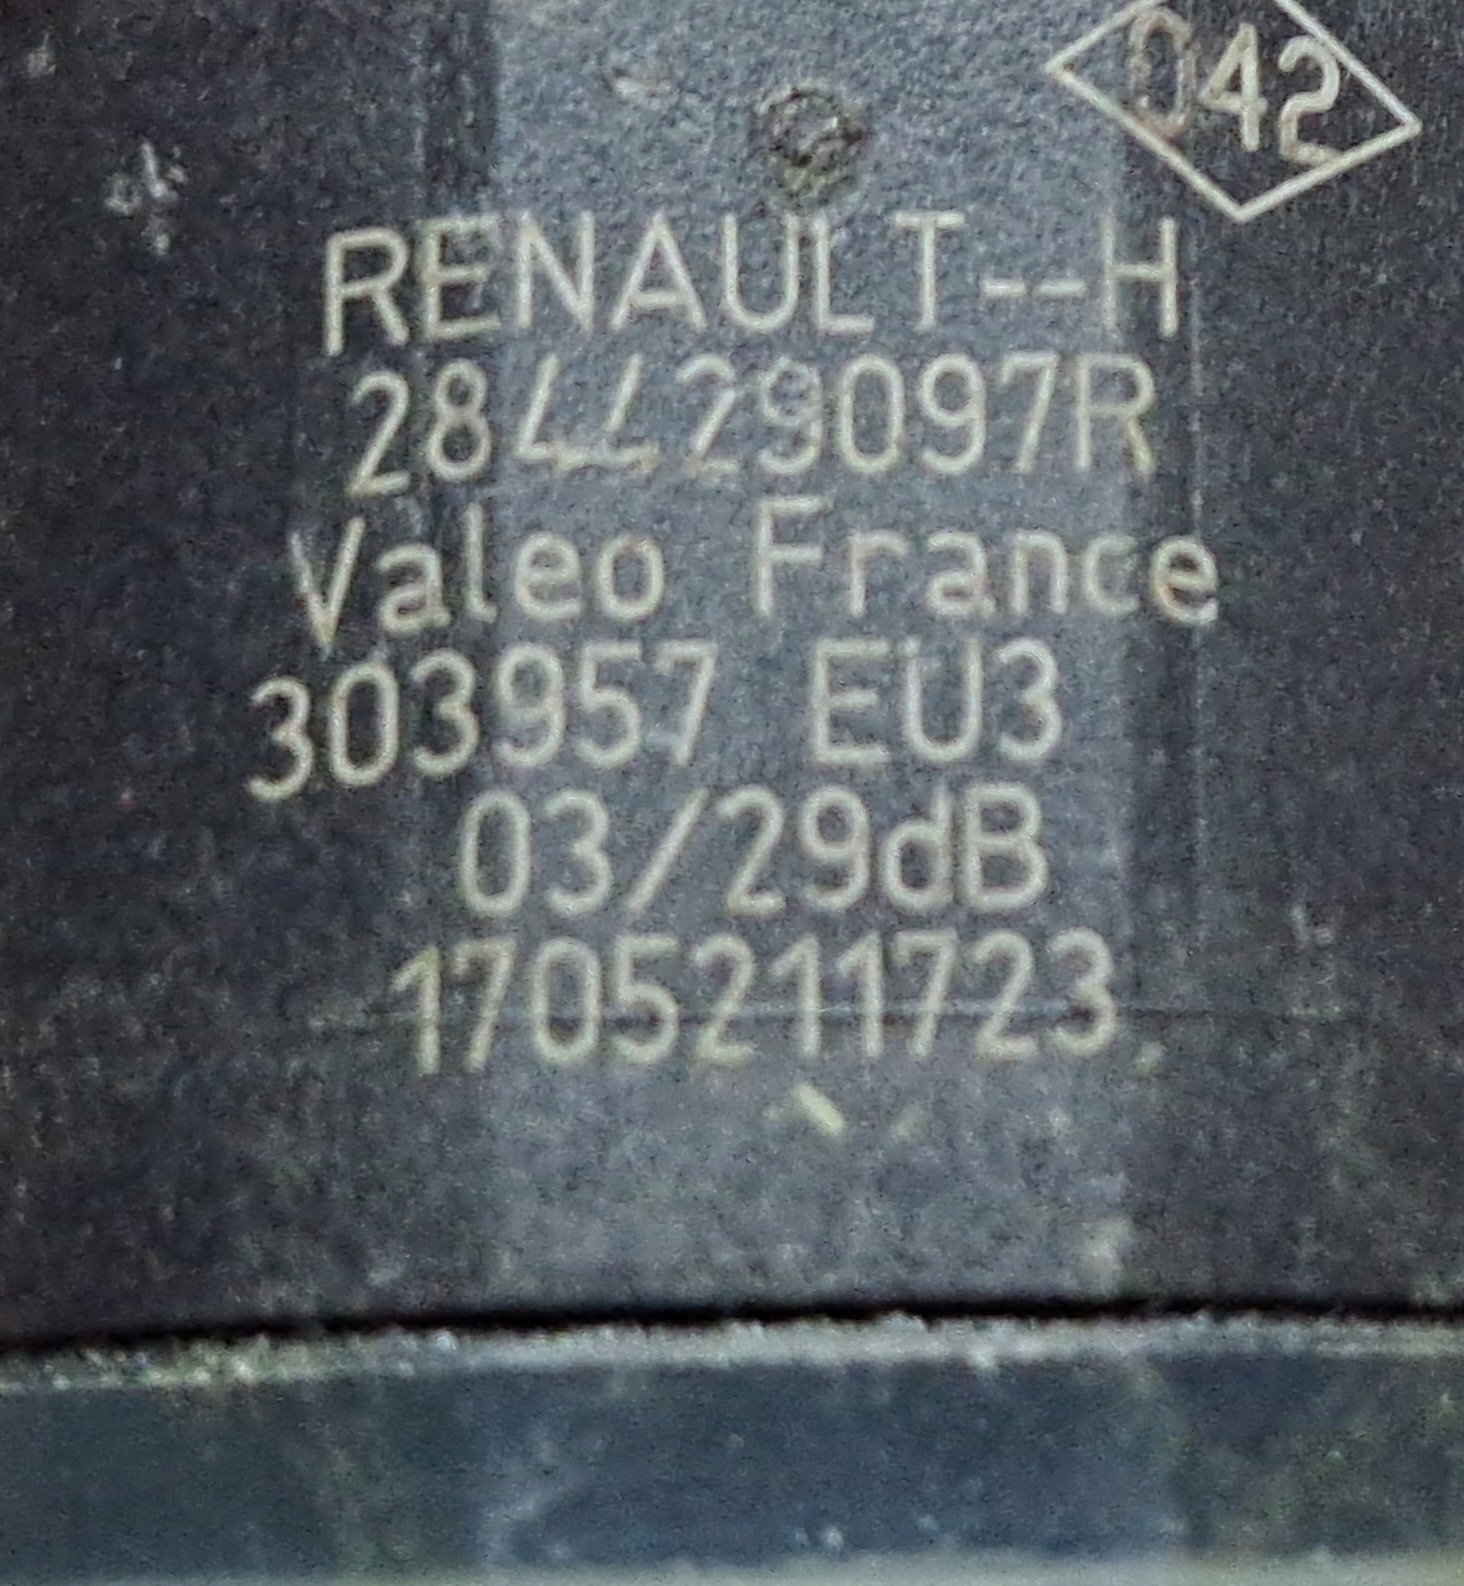 042
RENAULT--H
284429097R
Valeo France
303957 EU3
03/29dB
1705211723